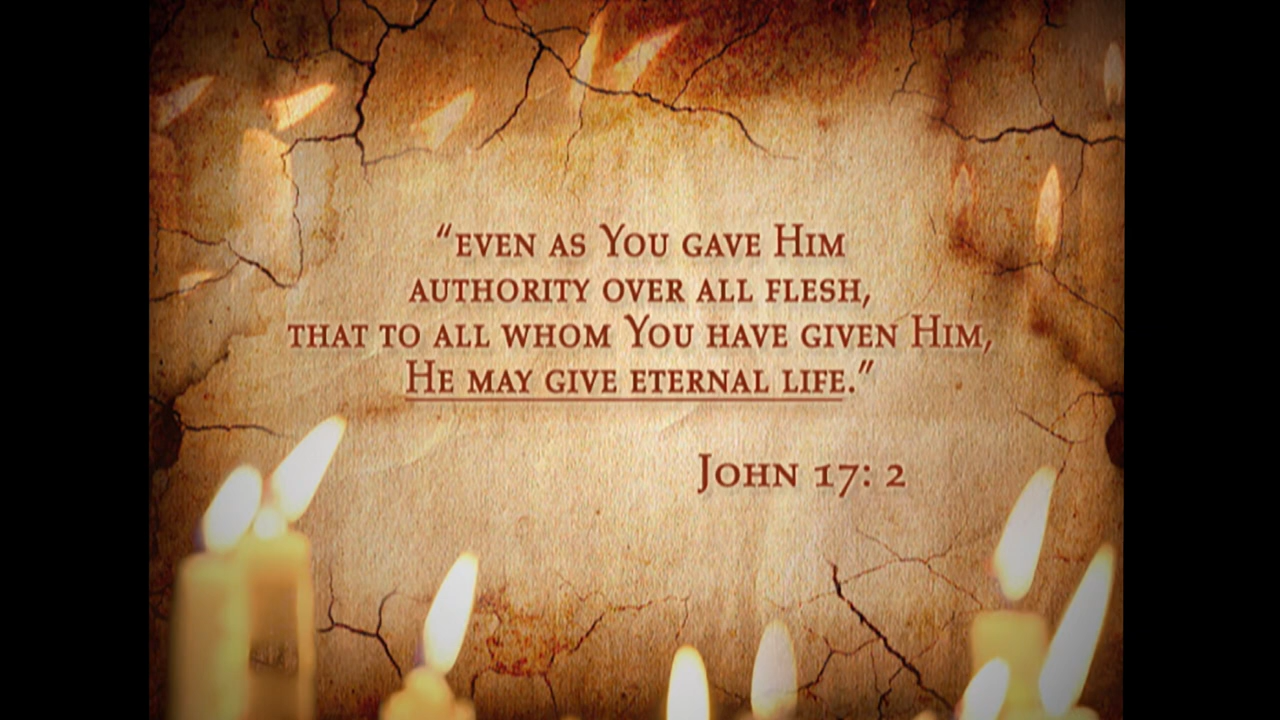 “even as You gave Him
authority over all flesh,
that to all whom You have given Him,
He may give eternal life.”
John 17: 2